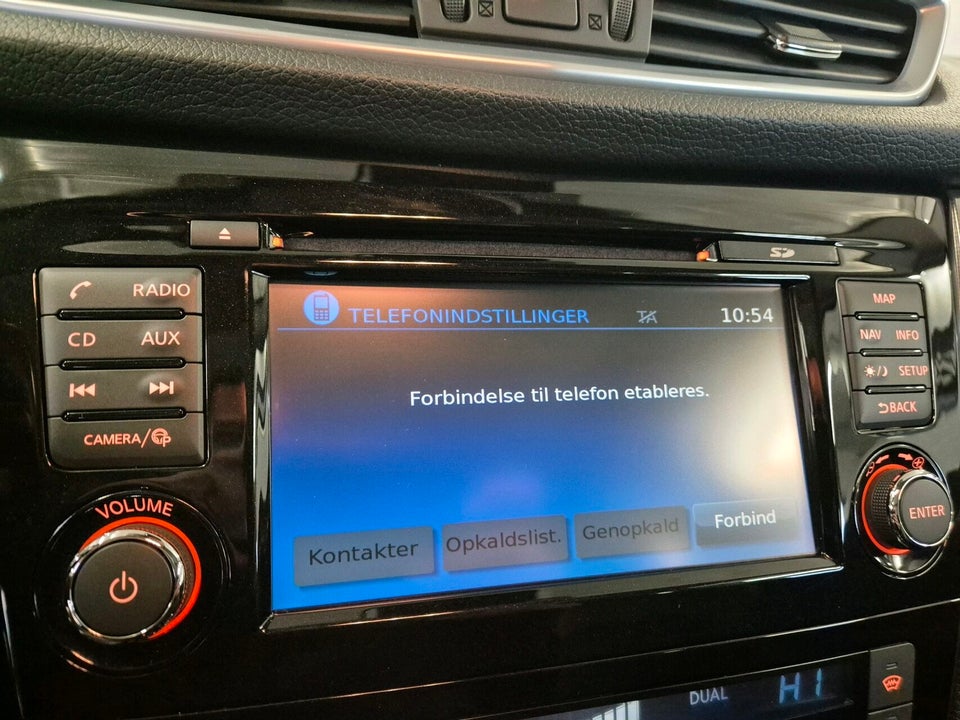 RADIO
CD AUX
CAMERA/
VOLUME
TELEFONINDSTILLINGER TA 10:54
Forbindelse til telefon etableres.
Kontakter Opkaldslist. Genopkald Forbind
SD
MAP
NAV INFO
SETUP
BACK
ENTER
DUAL HI